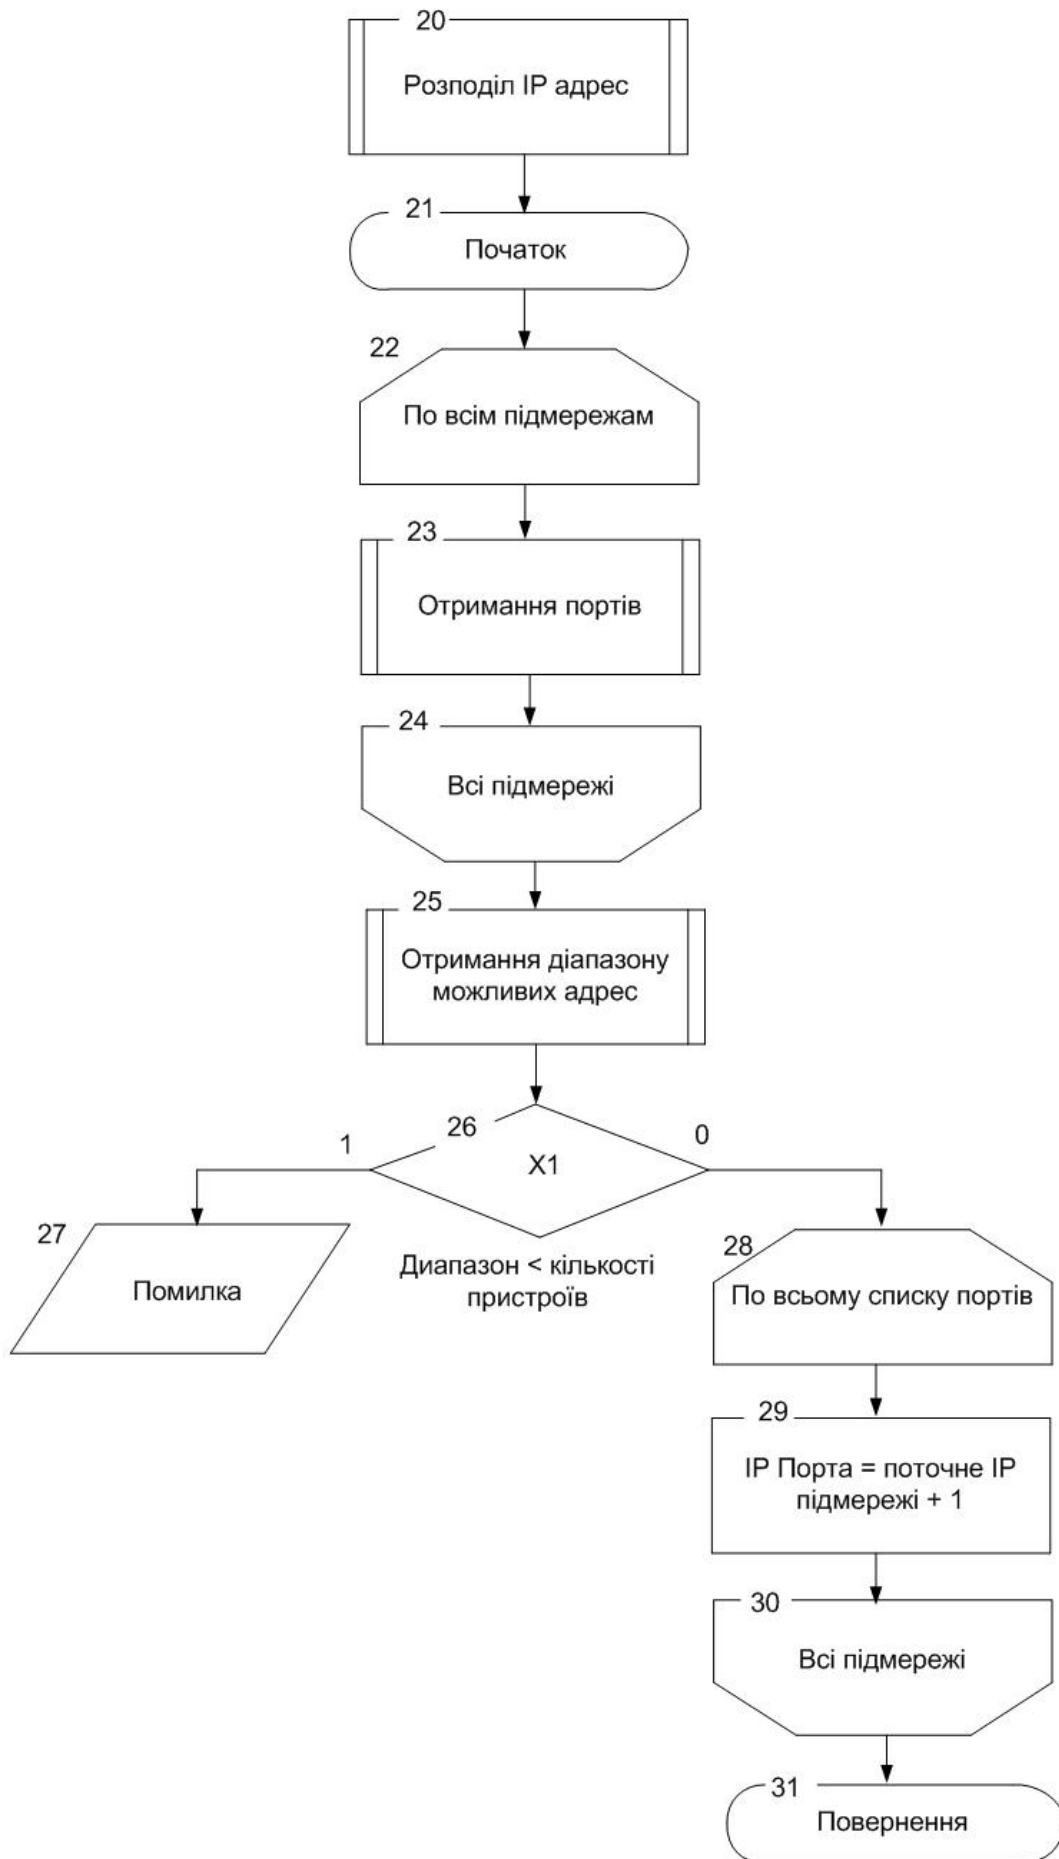 20
Розподіл IP адрес
21
Початок
22
По всім підмережам
23
Отримання портів
24
Всі підмережі
25
Отримання діапазону
можливих адрес
26
1
0
X1
27
Помилка
Диапазон < кількості
пристроїв
28
По всьому списку портів
29
IP Порта = поточне IP
підмережі + 1
30
Всі підмережі
31
Повернення